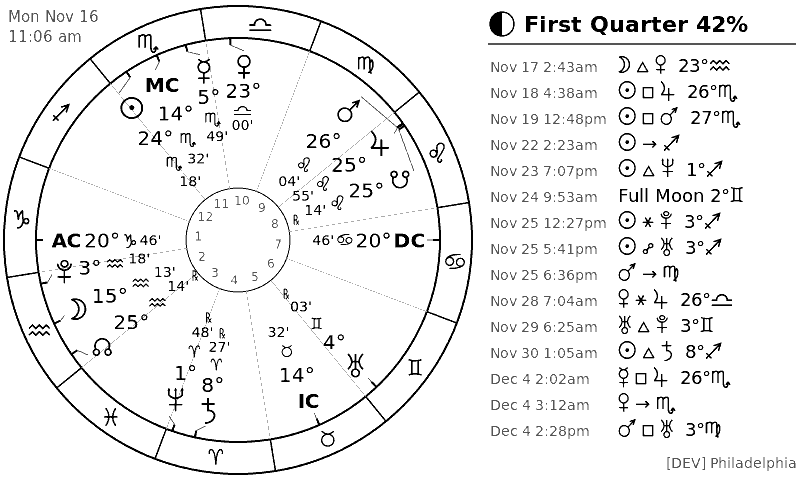 Mon Nov 16
11:06 am
First Quarter 42%
Nov 17 2:43am ☽ △ ♀ 23°♒
Nov 18 4:38am ☉ □ ♃ 26°♏
Nov 19 12:48pm ☉ □ ♂ 27°♏
Nov 22 2:23am ☉ → ♐
Nov 23 7:07pm ☉ △ ♆ 1°♐
Nov 24 9:53am Full Moon 2°♊
Nov 25 12:27pm ☉ ⚹ ⯓ 3°♐
Nov 25 5:41pm ☉ ☍ ♅ 3°♐
Nov 25 6:36pm ♂ → ♍
Nov 28 7:04am ♀ ⚹ ♃ 26°♎
Nov 29 6:25am ♅ △ ⯓ 3°♊
Nov 30 1:05am ☉ △ ♄ 8°♐
Dec 4 2:02am ☿ □ ♃ 26°♏
Dec 4 3:12am ♀ → ♏
Dec 4 2:28pm ♂ □ ♅ 3°♍
[DEV] Philadelphia
♎
♏
♍
♐
♌
♑
♋
♒
♊
♓
♈
♉
MC 14° ♏ 32'
☉ 24° ♏ 18'
☿ 5° ♏ 49'
♀ 23° ♎ 00'
♂ 26° ♌ 04'
♃ 25° ♌ 55'
☋ 25° ♌ 14' ℞
AC 20° ♑ 46'
46' ♋ 20° DC
⯓ 3° ♒ 18'
☽ 15° ♒ 13'
☊ 25° ♒ 14' ℞
♆ 1° ♈ 48' ℞
♄ 8° ♈ 27' ℞
IC 14° ♉ 32'
♅ 4° ♊ 03' ℞
1
2
3
4
5
6
7
8
9
10
11
12